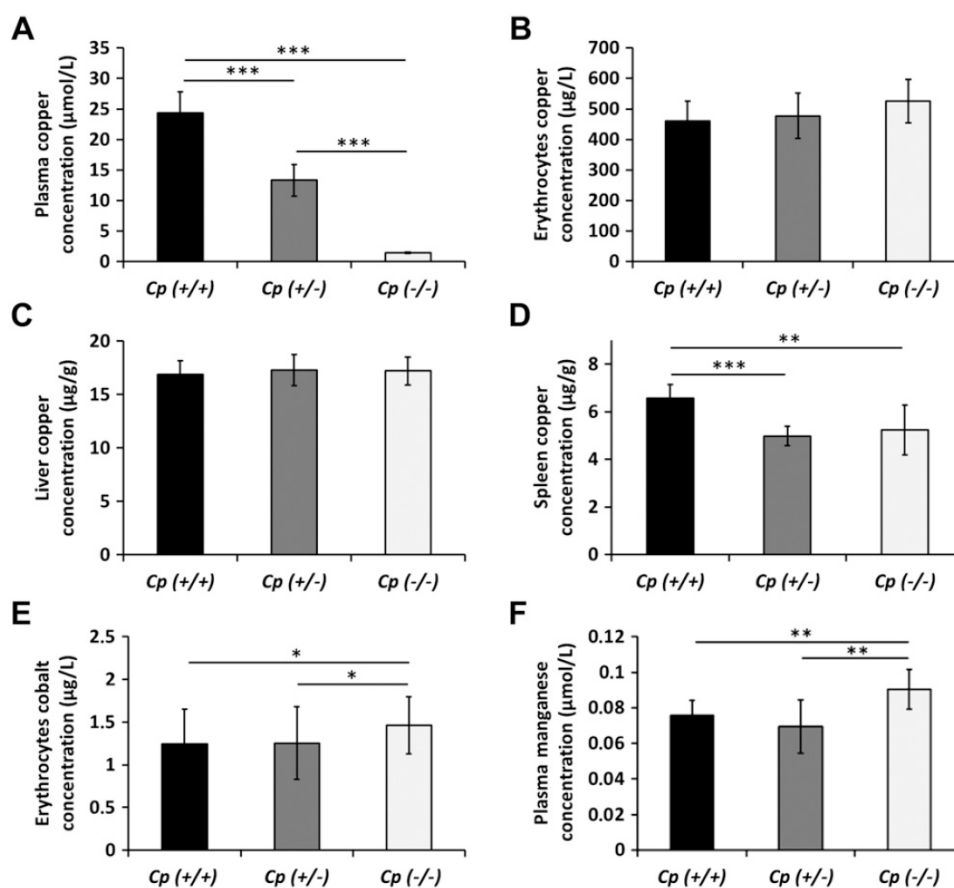 A
Plasma copper
concentration (µmol/L)
35
30
25
20
15
10
5
0
***
***
***
Cp (+/+)
Cp (+/-)
Cp (-/-)
B
Erythrocytes copper
concentration (µg/L)
700
600
500
400
300
200
100
0
Cp (+/+)
Cp (+/-)
Cp (-/-)
C
Liver copper
concentration (µg/g)
20
15
10
5
0
Cp (+/+)
Cp (+/-)
Cp (-/-)
D
Spleen copper
concentration (µg/g)
8
6
4
2
0
**
***
Cp (+/+)
Cp (+/-)
Cp (-/-)
E
Erythrocytes cobalt
concentration (µg/L)
2.5
2
1.5
1
0.5
0
*
*
Cp (+/+)
Cp (+/-)
Cp (-/-)
F
Plasma manganese
concentration (µmol/L)
0.12
0.1
0.08
0.06
0.04
0.02
0
**
**
Cp (+/+)
Cp (+/-)
Cp (-/-)